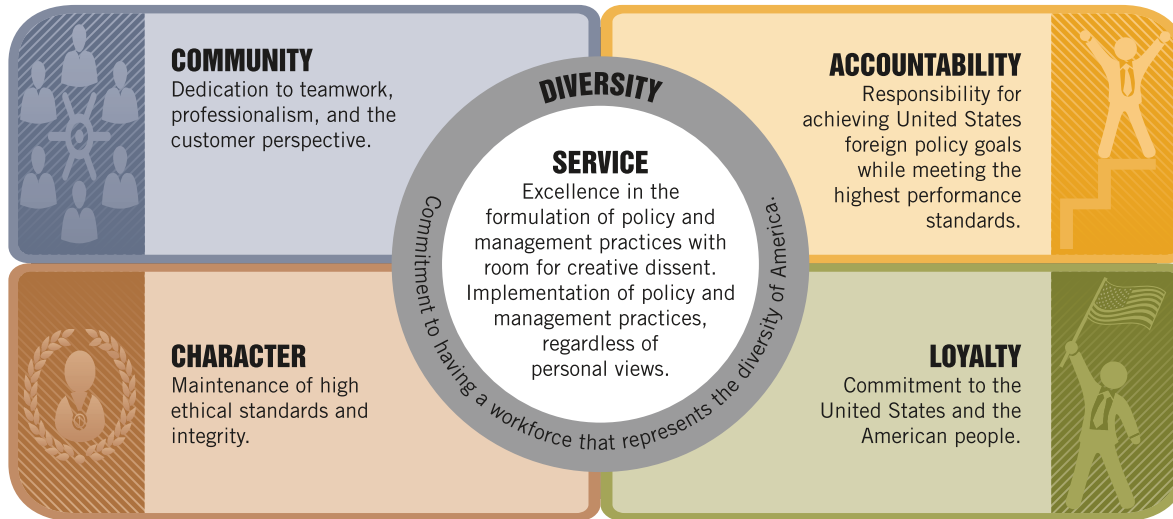 COMMUNITY
Dedication to teamwork,
professionalism, and the
customer perspective.
ACCOUNTABILITY
Responsibility for
achieving United States
foreign policy goals
while meeting the
highest performance
standards.
DIVERSITY
Commitment to having a workforce that represents the diversity of America.
SERVICE
Excellence in the
formulation of policy and
management practices with
room for creative dissent.
Implementation of policy and
management practices,
regardless of
personal views.
CHARACTER
Maintenance of high
ethical standards and
integrity.
LOYALTY
Commitment to the
United States and the
American people.